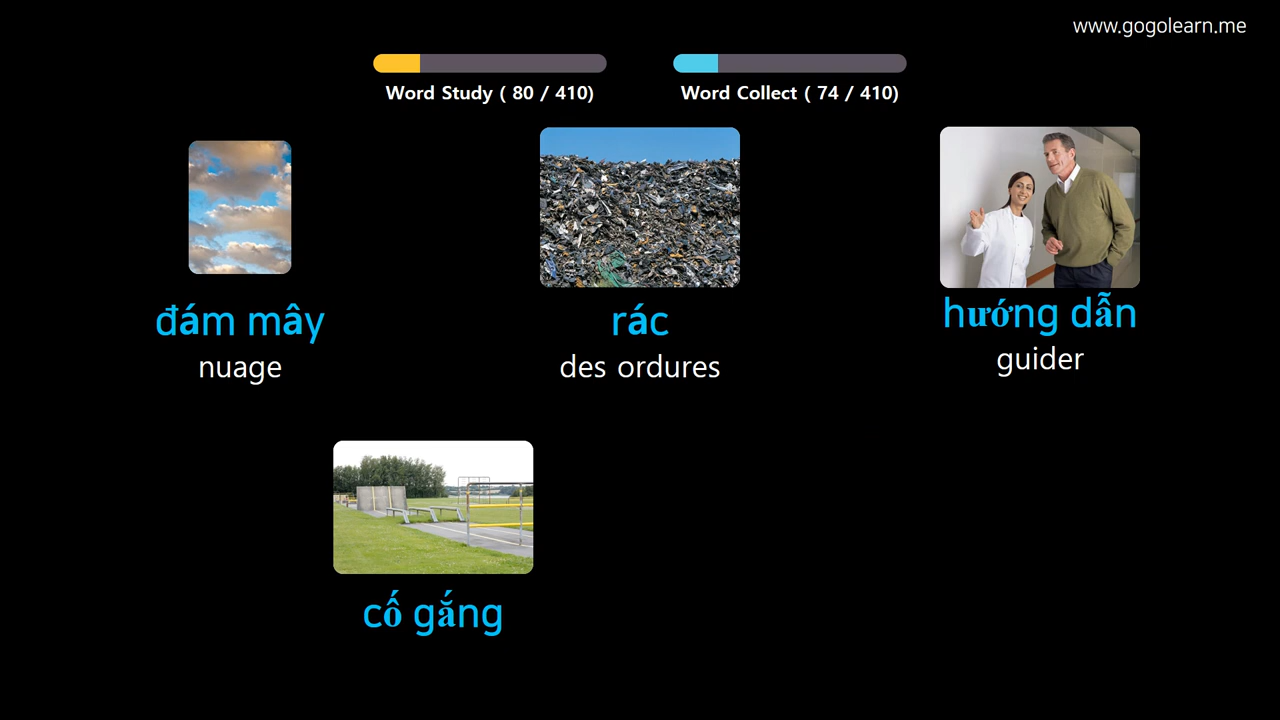 www.gogolearn.me
Word Study ( 80 / 410)
Word Collect ( 74 / 410)
đám mây
nuage
rác
des ordures
hướng dẫn
guider
cố gắng